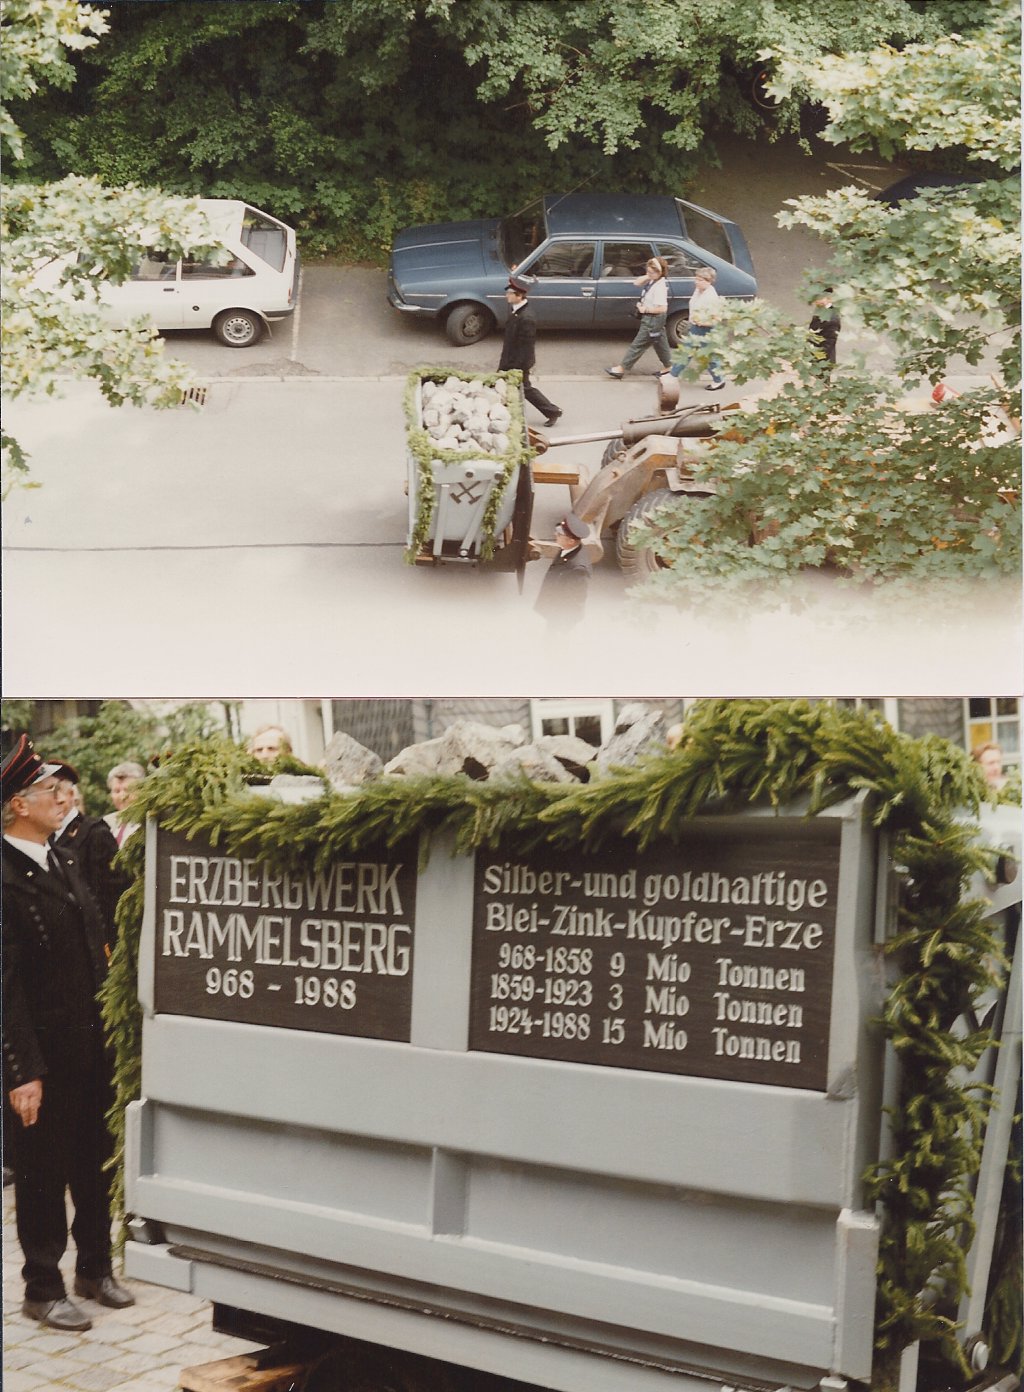 ERZBERGWERK
RAMMELSBERG
968 - 1988
Silber-und goldhaltige
Blei-Zink-Kupfer-Erze
968-1858 9 Mio Tonnen
1859-1923 3 Mio Tonnen
1924-1988 15 Mio Tonnen